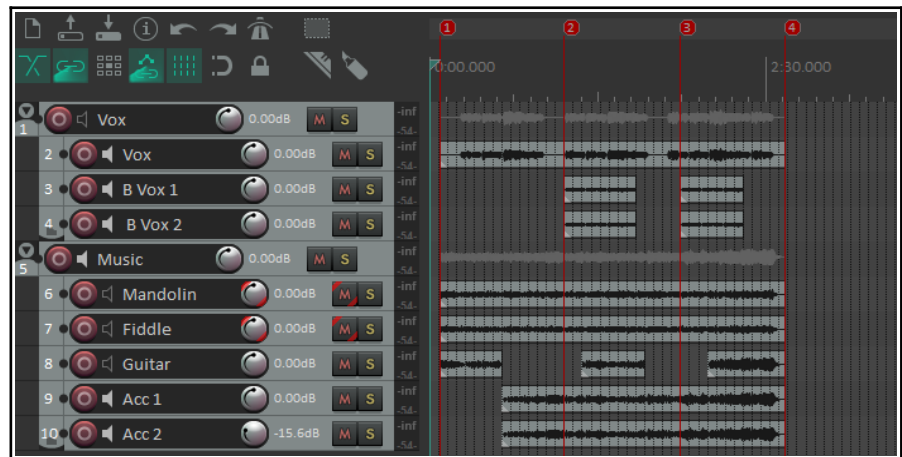 1 2 3 4
0:00.000 2:30.000
1 Vox 0.00dB M S -inf -54-
2 Vox 0.00dB M S -inf -54-
3 B Vox 1 0.00dB M S -inf -54-
4 B Vox 2 0.00dB M S -inf -54-
5 Music 0.00dB M S -inf -54-
6 Mandolin 0.00dB M S -inf -54-
7 Fiddle 0.00dB M S -inf -54-
8 Guitar 0.00dB M S -inf -54-
9 Acc 1 0.00dB M S -inf -54-
10 Acc 2 -15.6dB M S -inf -54-